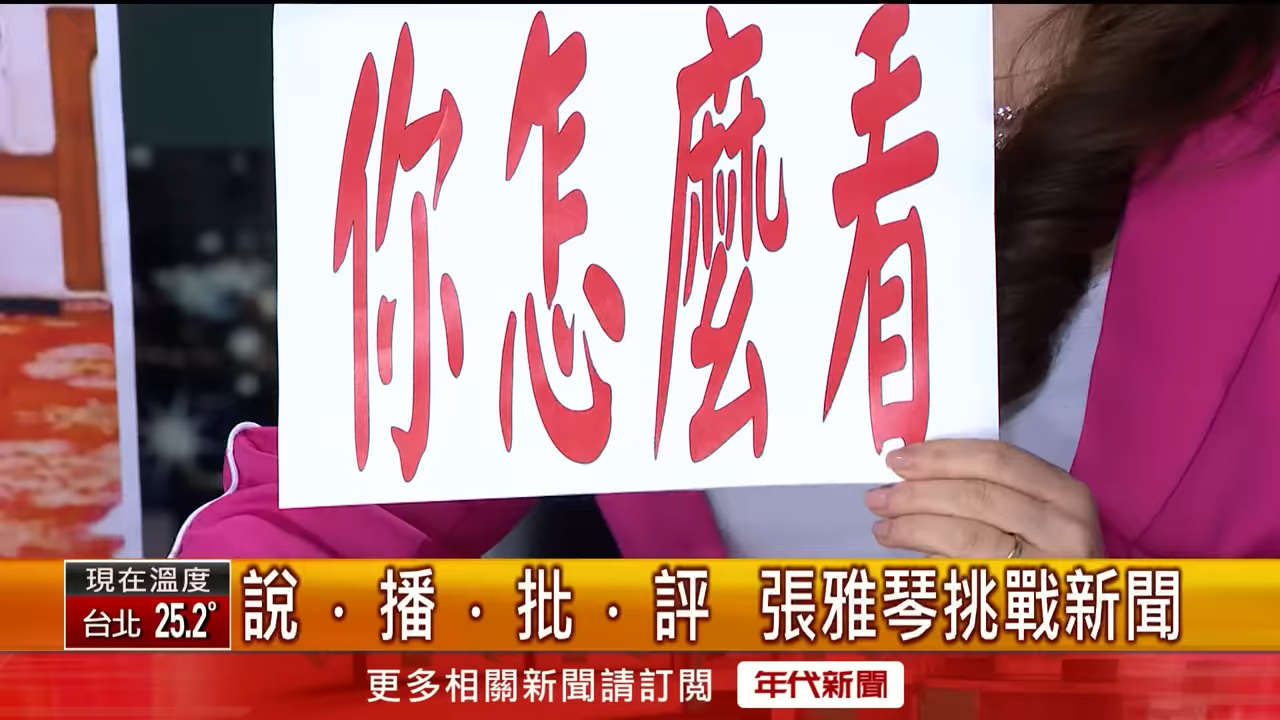 你怎麼看
現在溫度
台北 25.2°
說·播·批·評 張雅琴挑戰新聞
更多相關新聞請訂閱 年代新聞